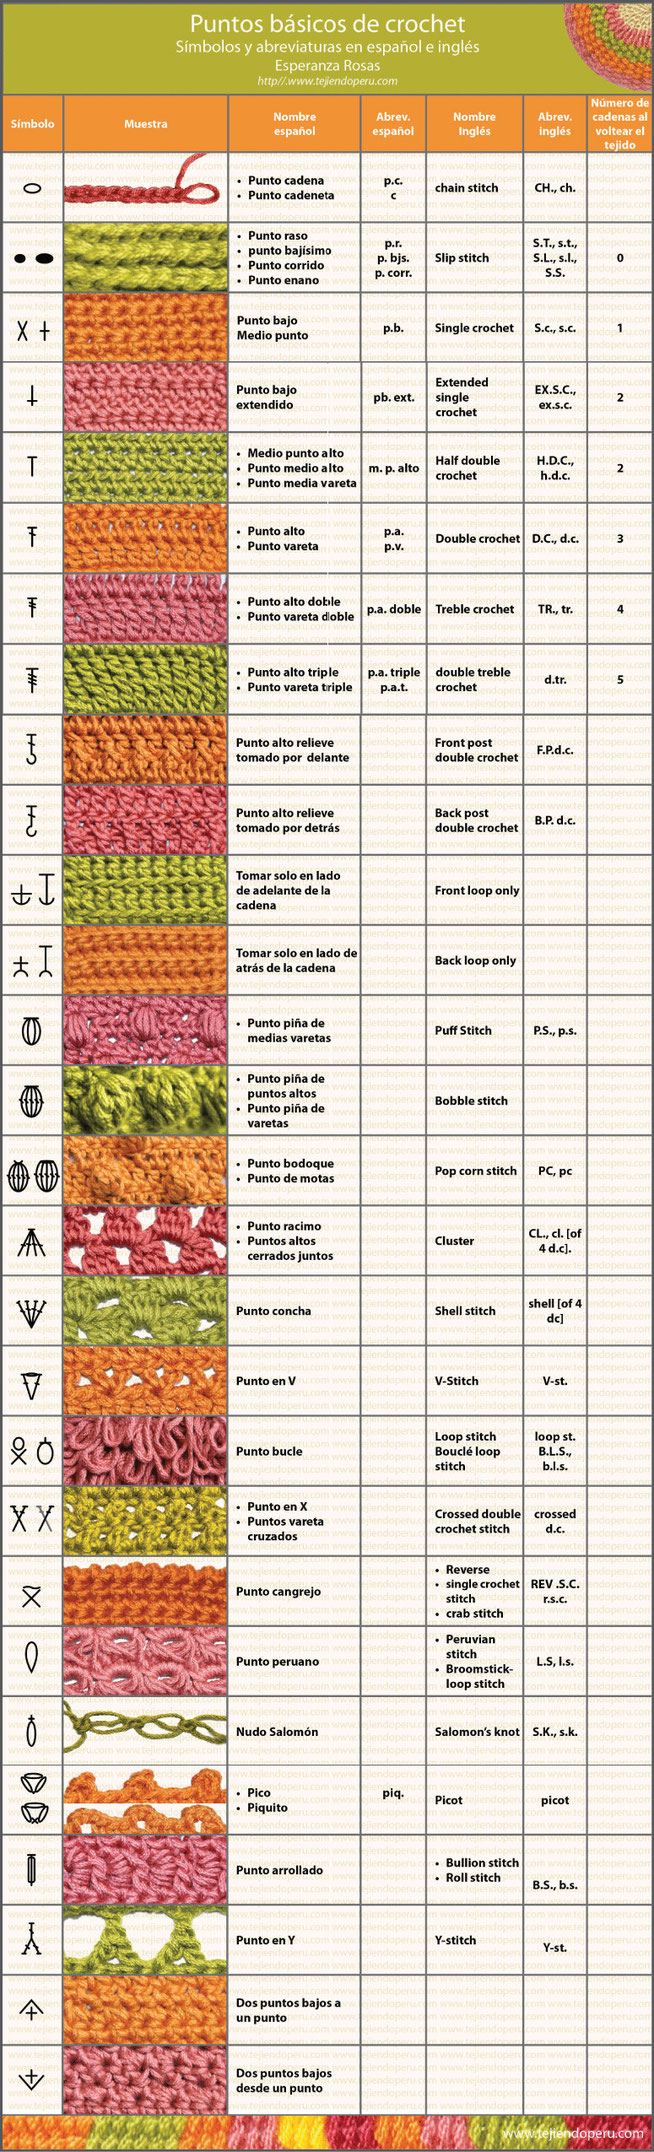 Puntos básicos de crochet
Símbolos y abreviaturas en español e inglés
Esperanza Rosas
http//.www.tejiendoperu.com
Símbolo
Muestra
Nombre
español
Abrev.
español
Nombre
Inglés
Abrev.
inglés
Número de
cadenas al
voltear el
tejido
• Punto cadena
• Punto cadeneta
p.c.
c
chain stitch
CH., ch.
• Punto raso
• punto bajísimo
• Punto corrido
• Punto enano
p.r.
p. bjs.
p. corr.
Slip stitch
S.T., s.t.,
S.L., s.l.,
S.S.
0
Punto bajo
Medio punto
p.b.
Single crochet
S.c., s.c.
1
Punto bajo
extendido
pb. ext.
Extended
single
crochet
EX.S.C.,
ex.s.c.
2
• Medio punto alto
• Punto medio alto
• Punto media vareta
m. p. alto
Half double
crochet
H.D.C.,
h.d.c.
2
• Punto alto
• Punto vareta
p.a.
p.v.
Double crochet
D.C., d.c.
3
• Punto alto doble
• Punto vareta doble
p.a. doble
Treble crochet
TR., tr.
4
• Punto alto triple
• Punto vareta triple
p.a. triple
p.a.t.
double treble
crochet
d.tr.
5
Punto alto relieve
tomado por delante
Front post
double crochet
F.P.d.c.
Punto alto relieve
tomado por detrás
Back post
double crochet
B.P. d.c.
Tomar solo en lado
de adelante de la
cadena
Front loop only
Tomar solo en lado de
atrás de la cadena
Back loop only
• Punto piña de
medias varetas
Puff Stitch
P.S., p.s.
• Punto piña de
puntos altos
• Punto piña de
varetas
Bobble stitch
• Punto bodoque
• Punto de motas
Pop corn stitch
PC, pc
• Punto racimo
• Puntos altos
cerrados juntos
Cluster
CL., cl. [of
4 d.c].
Punto concha
Shell stitch
shell [of 4
dc]
Punto en V
V-Stitch
V-st.
Punto bucle
Loop stitch
Bouclé loop
stitch
loop st.
B.L.S.,
b.l.s.
• Punto en X
• Puntos vareta
cruzados
Crossed double
crochet stitch
crossed
d.c.
Punto cangrejo
• Reverse
• single crochet
stitch
• crab stitch
REV .S.C.
r.s.c.
Punto peruano
• Peruvian
stitch
• Broomstick-
loop stitch
L.S, l.s.
Nudo Salomón
Salomon's knot
S.K., s.k.
• Pico
• Piquito
piq.
Picot
picot
Punto arrollado
• Bullion stitch
• Roll stitch
B.S., b.s.
Punto en Y
Y-stitch
Y-st.
Dos puntos bajos a
un punto
Dos puntos bajos
desde un punto
www.tejiendoperu.com